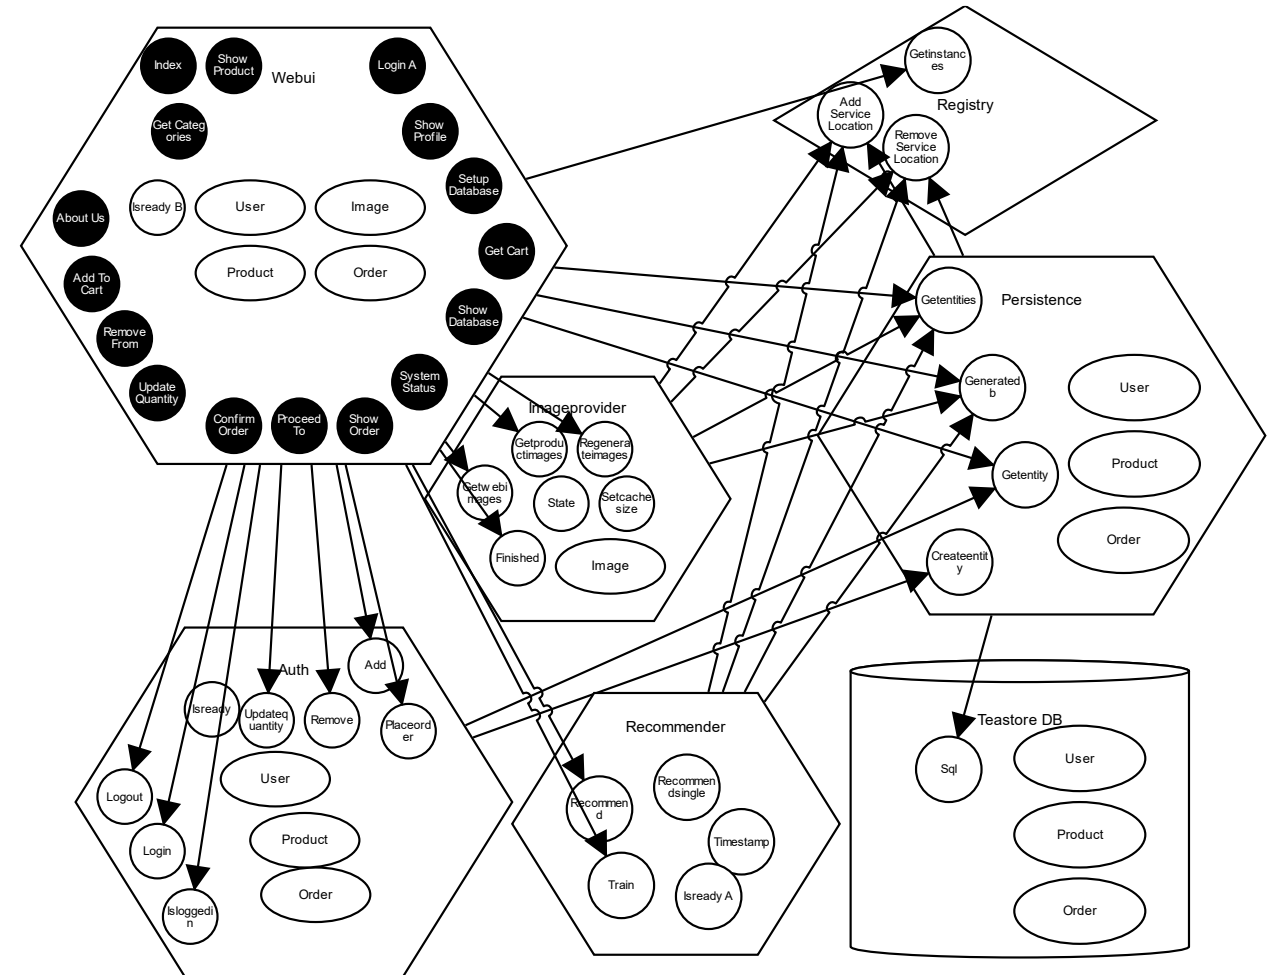 Index
Show
Product
Webui
Login A
Get Categ
ories
Show
Profile
Setup
Database
Isready B
User
Image
About Us
Get Cart
Product
Order
Add To
Cart
Show
Database
Remove
From
Update
Quantity
System
Status
Confirm
Order
Proceed
To
Show
Order
Getinstanc
es
Registry
Add
Service
Location
Remove
Service
Location
Getentities
Persistence
Generated
b
User
Getentity
Product
Order
Createentit
y
Imageprovider
Getprodu
ctimages
Regenera
teimages
Getwebi
mages
State
Setcache
size
Finished
Image
Auth
Add
Isready
Updateq
uantity
Remove
Placeord
er
User
Logout
Product
Login
Order
Isloggedi
n
Recommender
Recommen
dsingle
Recommen
d
Timestamp
Train
Isready A
Teastore DB
Sql
User
Product
Order